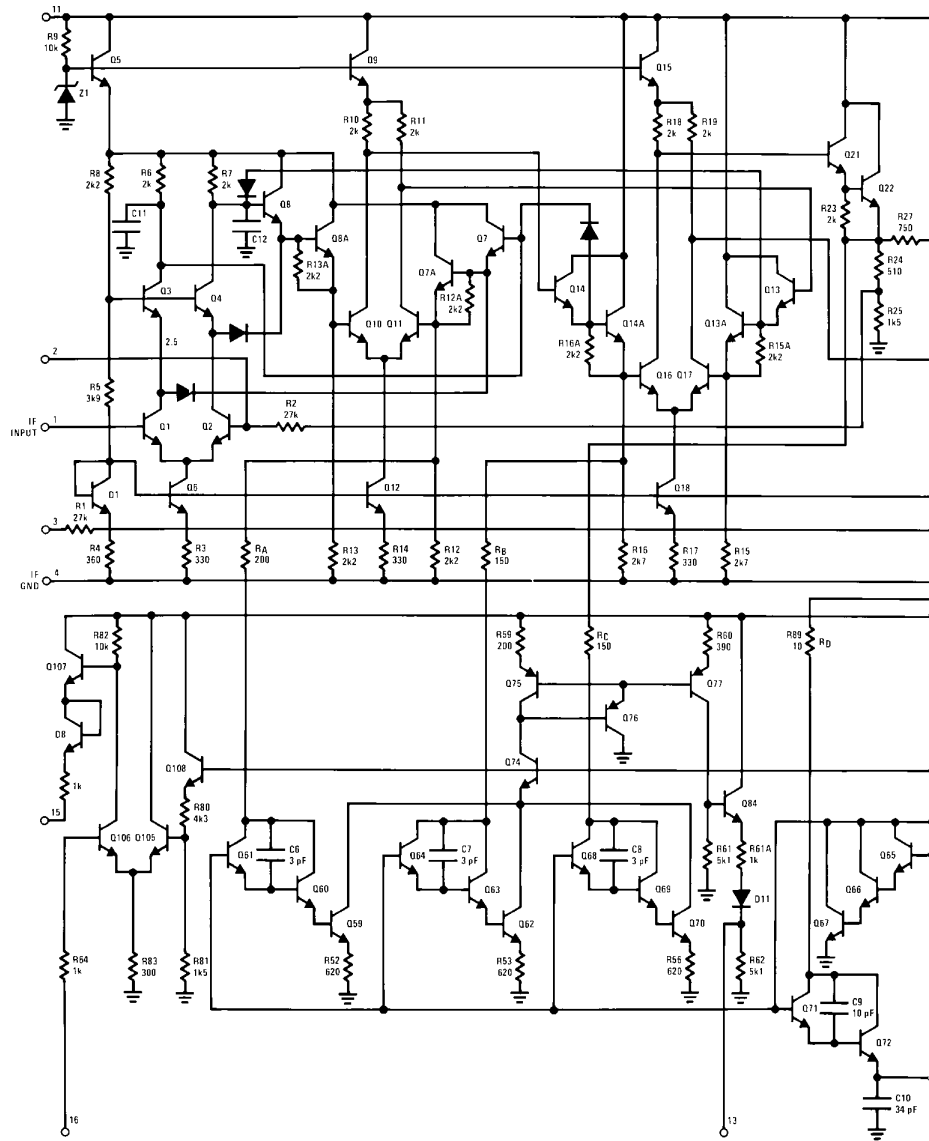 11
R9
10k
Q5
Q9
Q15
Z1
R10
2k
R11
2k
R18
2k
R19
2k
R8
2k2
R6
2k
R7
2k
Q21
Q22
Q8
R23
2k
R27
750
C11
C12
Q8A
Q7
R13A
2k2
Q7A
R12A
2k2
R24
510
Q3
Q4
Q14
Q13
R25
1k5
Q10
Q11
Q14A
Q13A
2.5
R16A
2k2
R15A
2k2
2
Q16
Q17
R5
3k9
R2
27k
IF
INPUT
1
Q1
Q2
D1
Q6
Q12
Q18
R1
27k
3
R4
360
R3
330
RA
200
R13
2k2
R14
330
R12
2k2
RB
150
R16
2k7
R17
330
R15
2k7
IF
GND
4
R82
10k
R59
200
RC
150
R60
390
R89
10
RD
Q107
Q75
Q77
Q76
D8
Q108
Q74
1k
R80
4k3
Q84
15
Q106
Q105
Q61
C6
3 pF
Q64
C7
3 pF
Q68
C8
3 pF
R61
5k1
R61A
1k
Q65
Q60
Q63
Q69
D11
Q66
Q59
Q62
Q70
Q67
R64
1k
R83
300
R81
1k5
R52
620
R53
620
R56
620
R62
5k1
Q71
C9
10 pF
Q72
C10
34 pF
16
13